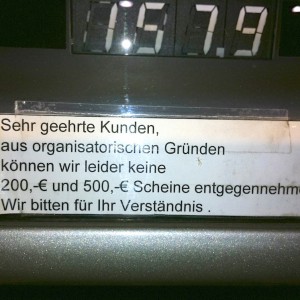 157.9
Sehr geehrte Kunden,
aus organisatorischen Gründen
können wir leider keine
200,-€ und 500,-€ Scheine entgegennehm
Wir bitten für Ihr Verständnis .